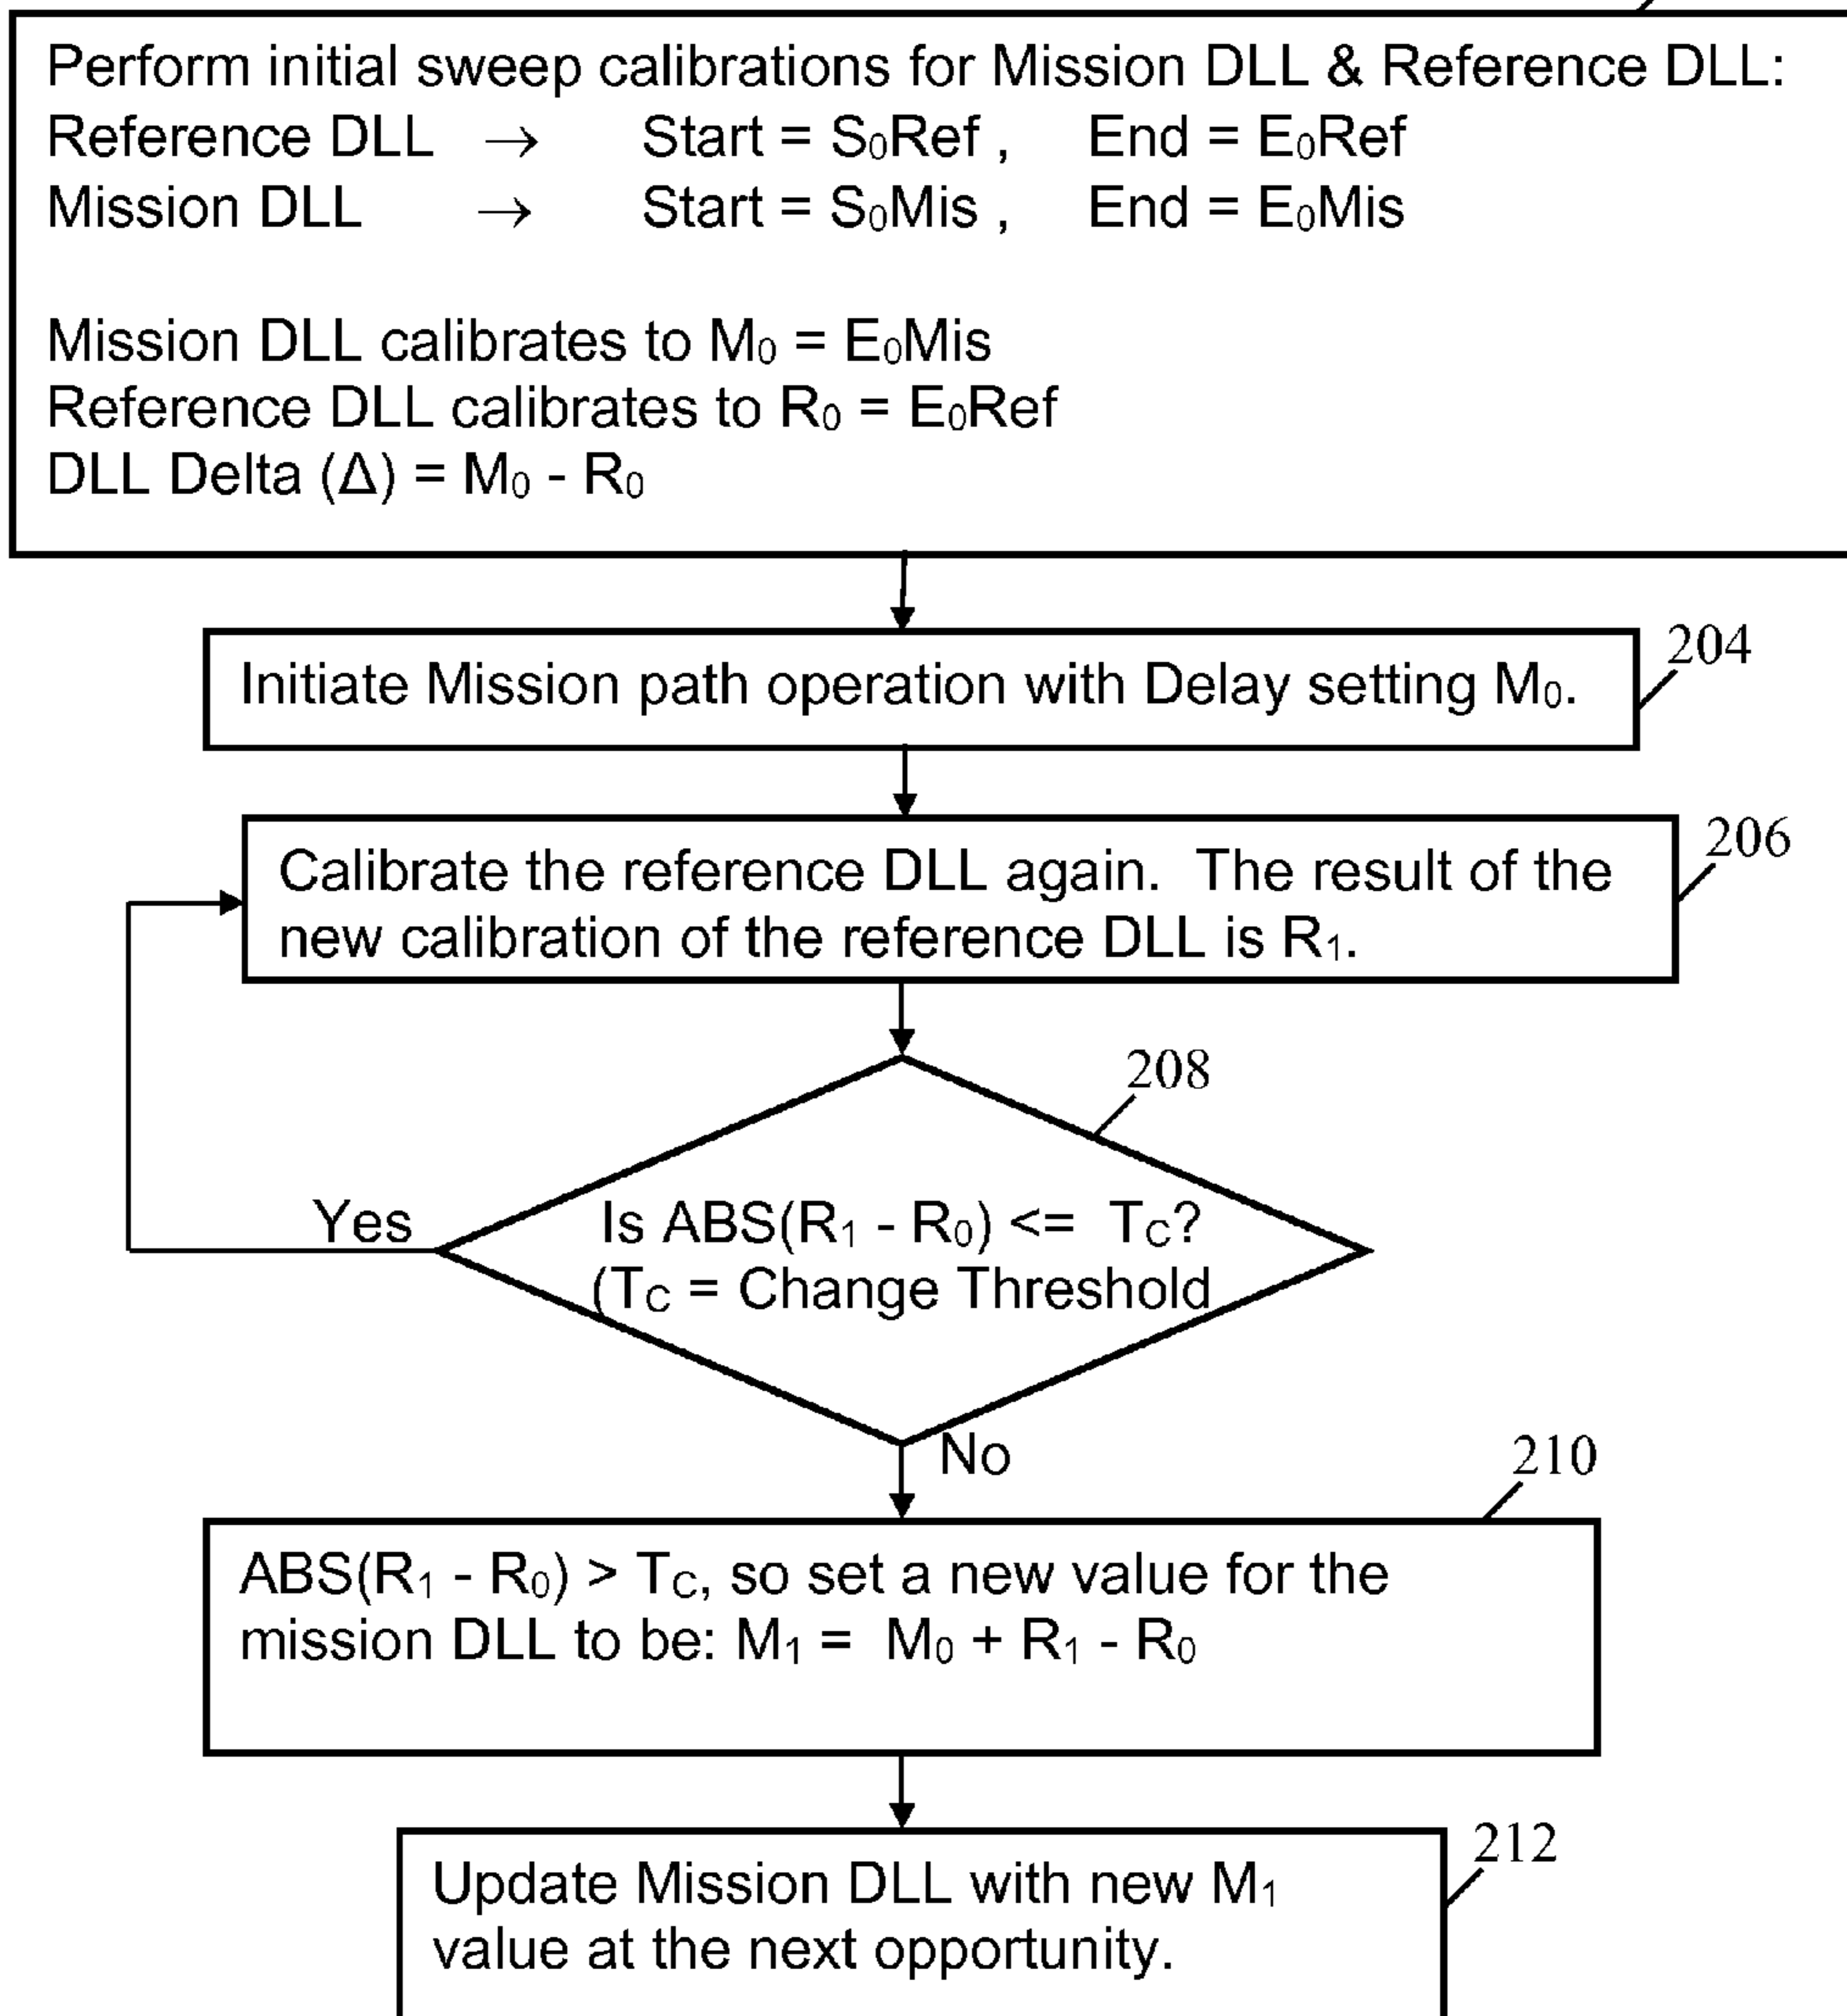 Perform initial sweep calibrations for Mission DLL & Reference DLL:
Reference DLL → Start = S₀Ref , End = E₀Ref
Mission DLL → Start = S₀Mis , End = E₀Mis
Mission DLL calibrates to M₀ = E₀Mis
Reference DLL calibrates to R₀ = E₀Ref
DLL Delta (Δ) = M₀ - R₀
204
Initiate Mission path operation with Delay setting M₀.
206
Calibrate the reference DLL again. The result of the
new calibration of the reference DLL is R₁.
208
Yes
Is ABS(R₁ - R₀) <= T_C?
(T_C = Change Threshold
No
210
ABS(R₁ - R₀) > T_C, so set a new value for the
mission DLL to be: M₁ = M₀ + R₁ - R₀
212
Update Mission DLL with new M₁
value at the next opportunity.